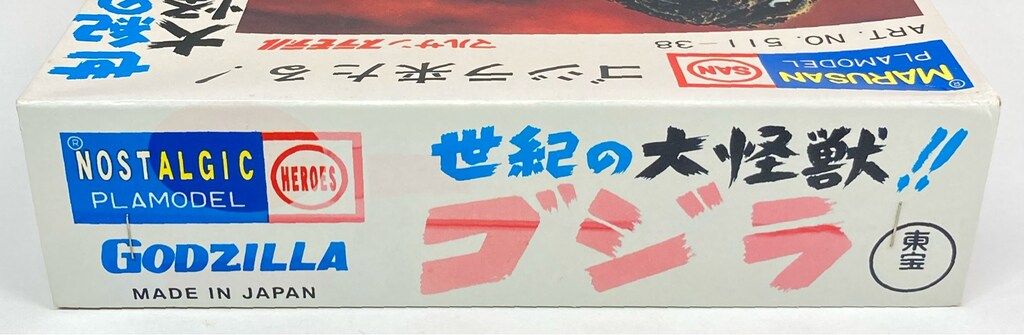 世紀の
大怪
マルサンプラモデル
ART. NO. 511-38
ゴジラ来たる!
MARUSAN®
PLAMODEL
SAN
®
NOSTALGIC
PLAMODEL
HEROES
GODZILLA
MADE IN JAPAN
世紀の大怪獣!!
ゴジラ
東宝